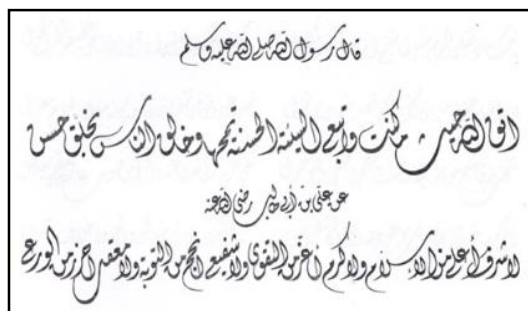 قال رسول الله صلى الله عليه وسلم
اتق الله حيث ما كنت وأتبع السيئة الحسنة تمحها وخالق الناس بخلق حسن
عن علي بن أبي طالب رضي الله عنه
لا شرف أعلى من الإسلام ولا كرم أعز من التقوى ولا شفيع أنجح من التوبة ولا معقل أحرز من الورع